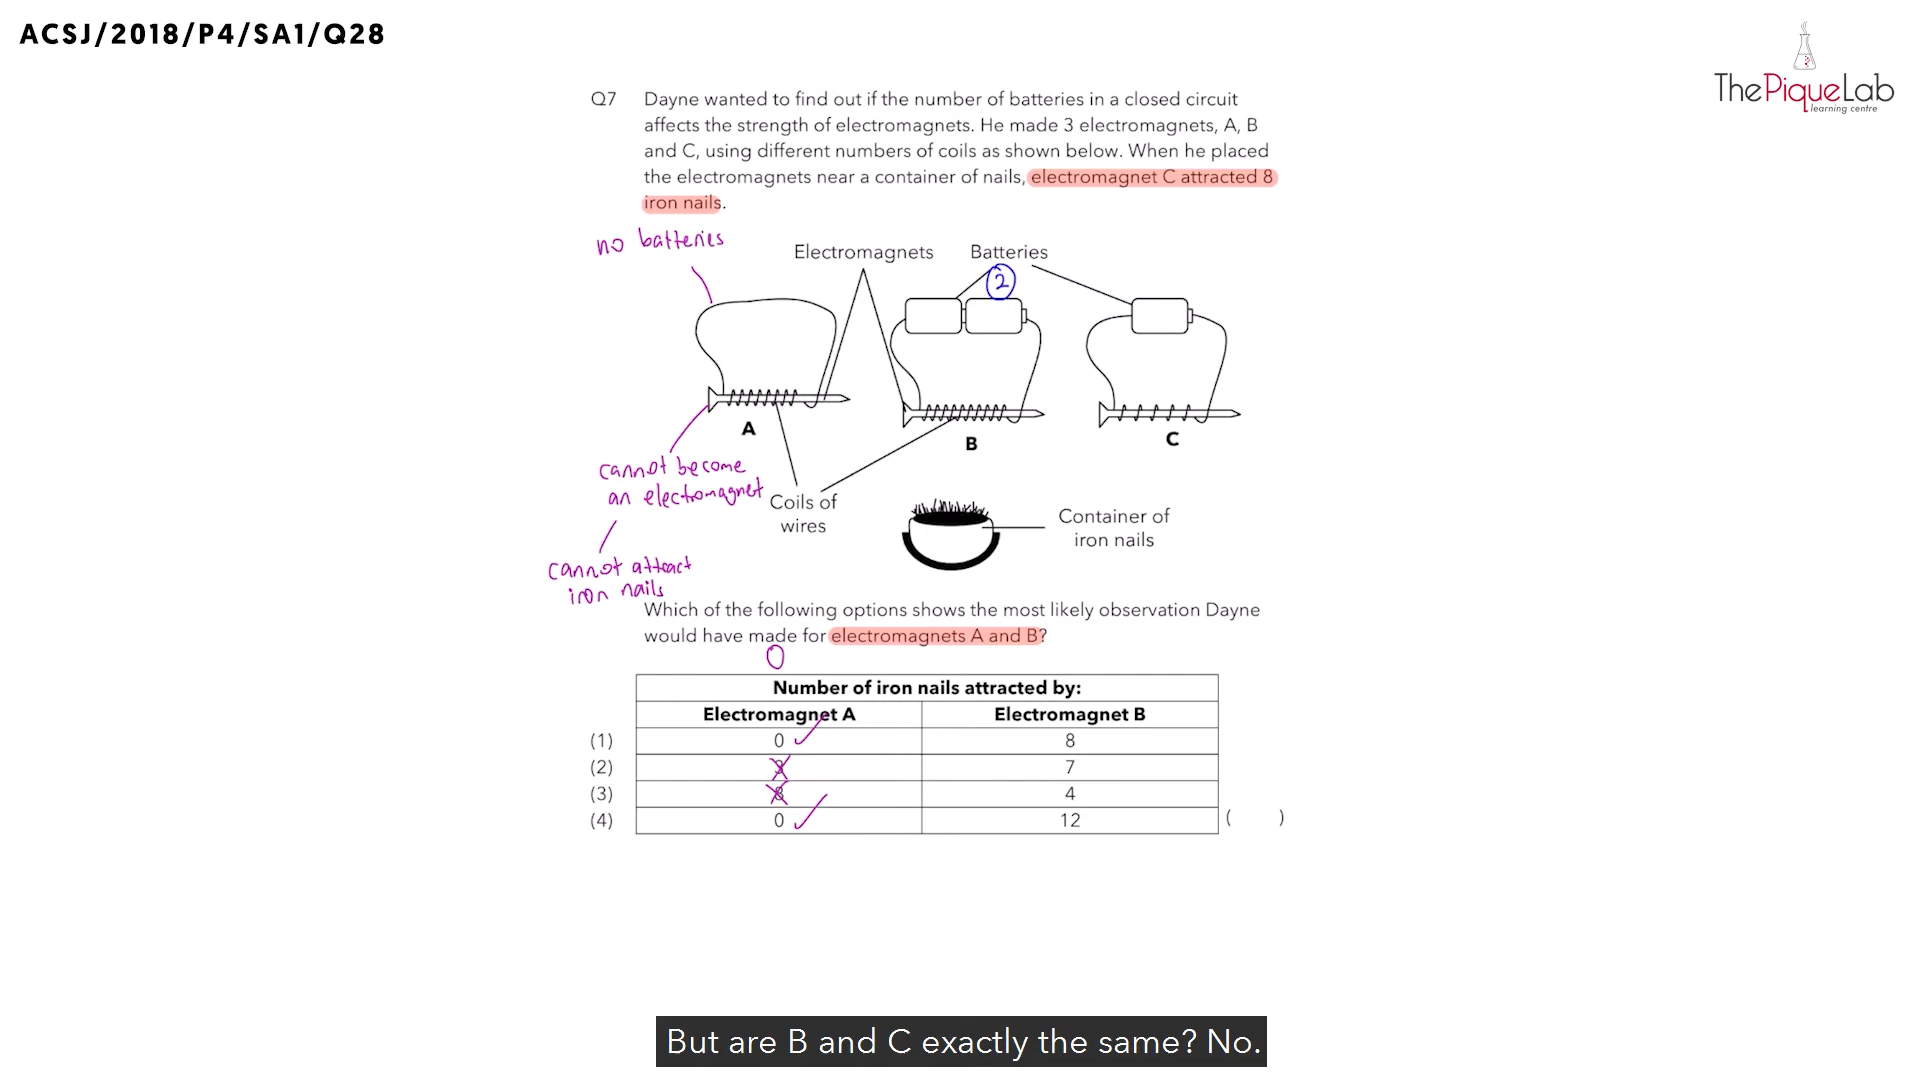 ACSJ/2018/P4/SA1/Q28
ThePiqueLab
learning centre
Q7 Dayne wanted to find out if the number of batteries in a closed circuit
affects the strength of electromagnets. He made 3 electromagnets, A, B
and C, using different numbers of coils as shown below. When he placed
the electromagnets near a container of nails, electromagnet C attracted 8
iron nails.
no batteries
Electromagnets Batteries
2
A
B
C
cannot become
an electromagnet
Coils of
wires
Container of
iron nails
cannot attract
iron nails
Which of the following options shows the most likely observation Dayne
would have made for electromagnets A and B?
0
Number of iron nails attracted by:
Electromagnet A Electromagnet B
(1) 0 8
(2) 3 7
(3) 8 4
(4) 0 12 ( )
But are B and C exactly the same? No.